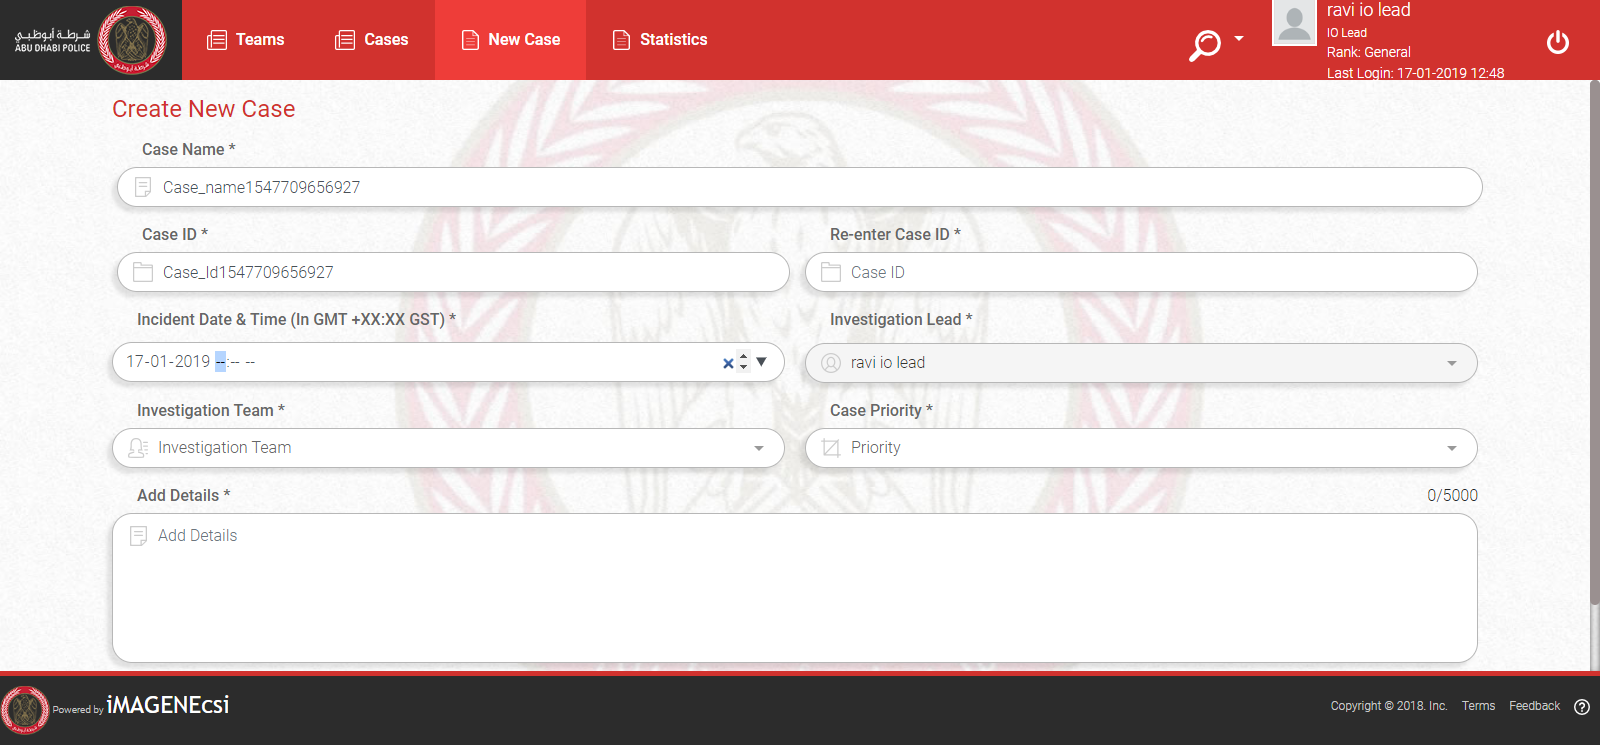 شرطة أبوظبي
ABU DHABI POLICE
Teams
Cases
New Case
Statistics
ravi io lead
IO Lead
Rank: General
Last Login: 17-01-2019 12:48
Create New Case
Case Name *
Case_name1547709656927
Case ID *
Re-enter Case ID *
Case_Id1547709656927
Case ID
Incident Date & Time (In GMT +XX:XX GST) *
Investigation Lead *
17-01-2019 --:-- --
ravi io lead
Investigation Team *
Case Priority *
Investigation Team
Priority
Add Details *
0/5000
Add Details
Powered by iMAGENEcsi
Copyright © 2018. Inc.
Terms
Feedback